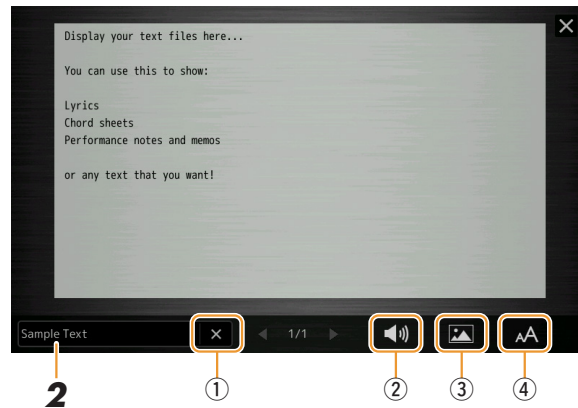 Display your text files here...
You can use this to show:
Lyrics
Chord sheets
Performance notes and memos
or any text that you want!
Sample Text
1/1
AA
2
①
②
③
④